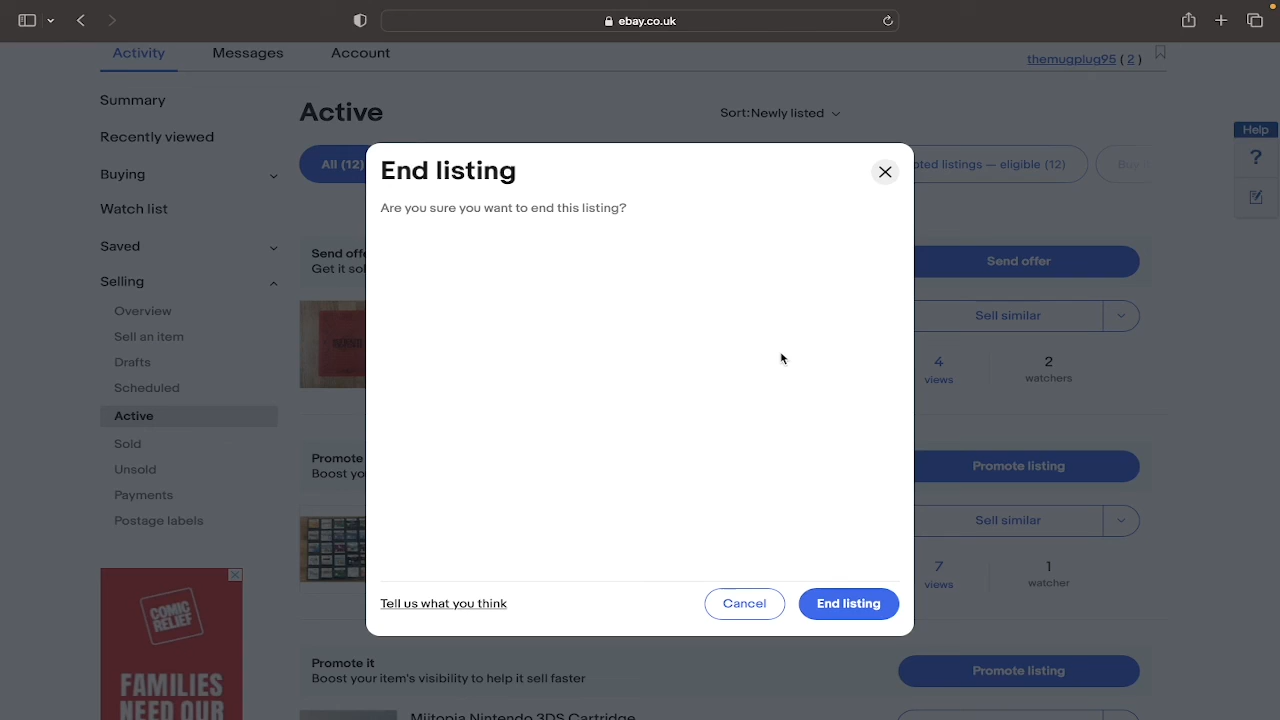 ebay.co.uk
Activity Messages Account
themugplug95 ( 2 )
Summary
Recently viewed
Buying
Watch list
Saved
Selling
Overview
Sell an item
Drafts
Scheduled
Active
Sold
Unsold
Payments
Postage labels
COMIC
RELIEF
FAMILIES
NEED OUR
Active
Sort:Newly listed
All (12)
oted listings — eligible (12)
Buy I
Help
?
End listing
Are you sure you want to end this listing?
Tell us what you think
Cancel
End listing
Send offe
Get it sol
Send offer
Sell similar
4
views
2
watchers
Promote
Boost yo
Promote listing
Sell similar
7
views
1
watcher
Promote it
Boost your item's visibility to help it sell faster
Promote listing
Miitopia Nintendo 3DS Cartridge